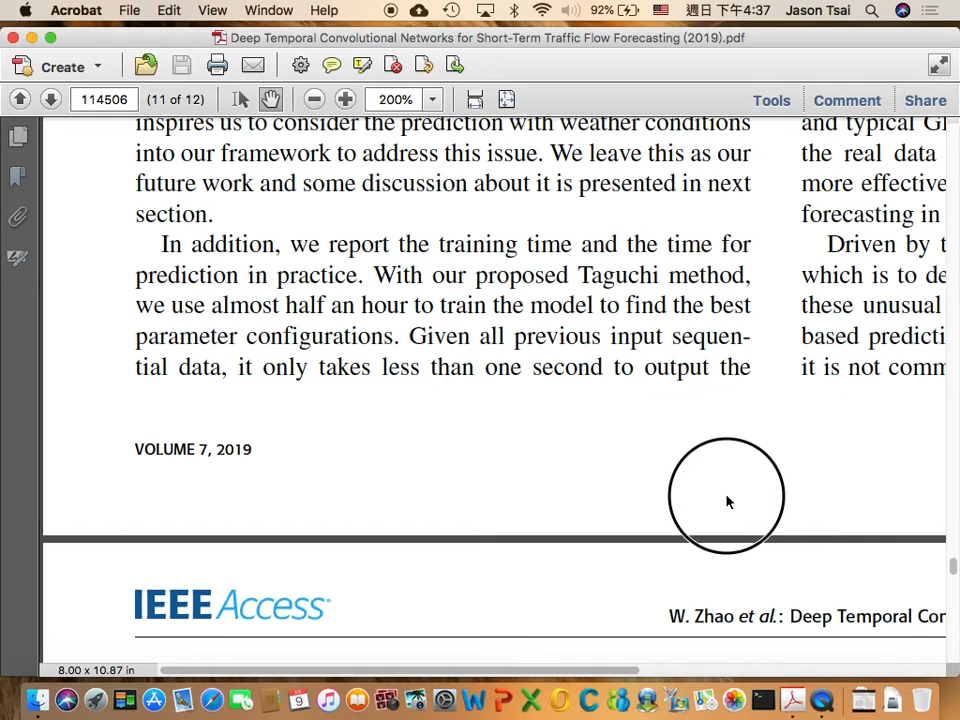 Acrobat File Edit View Window Help 92% 週日 下午4:37 Jason Tsai
Deep Temporal Convolutional Networks for Short-Term Traffic Flow Forecasting (2019).pdf
Create
114506 (11 of 12) 200% Tools Comment Share
inspires us to consider the prediction with weather conditions
into our framework to address this issue. We leave this as our
future work and some discussion about it is presented in next
section.
In addition, we report the training time and the time for
prediction in practice. With our proposed Taguchi method,
we use almost half an hour to train the model to find the best
parameter configurations. Given all previous input sequen-
tial data, it only takes less than one second to output the
VOLUME 7, 2019
and typical G
the real data
more effective
forecasting in
Driven by t
which is to de
these unusual
based predicti
it is not comm
IEEE Access
W. Zhao et al.: Deep Temporal Con
8.00 x 10.87 in
9